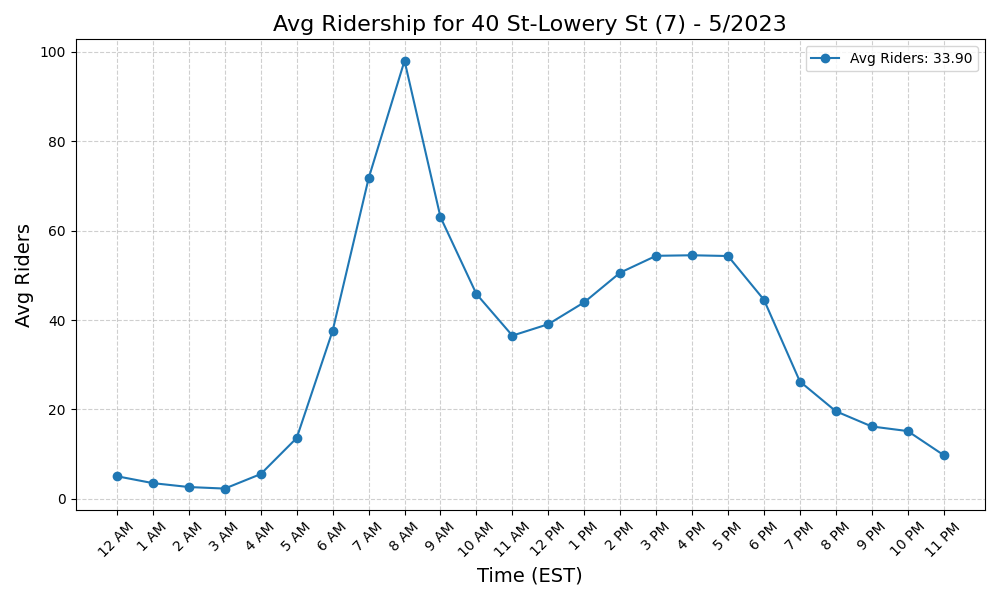 Avg Ridership for 40 St-Lowery St (7) - 5/2023
Avg Riders: 33.90
Avg Riders
100
80
60
40
20
0
12 AM
1 AM
2 AM
3 AM
4 AM
5 AM
6 AM
7 AM
8 AM
9 AM
10 AM
11 AM
12 PM
1 PM
2 PM
3 PM
4 PM
5 PM
6 PM
7 PM
8 PM
9 PM
10 PM
11 PM
Time (EST)